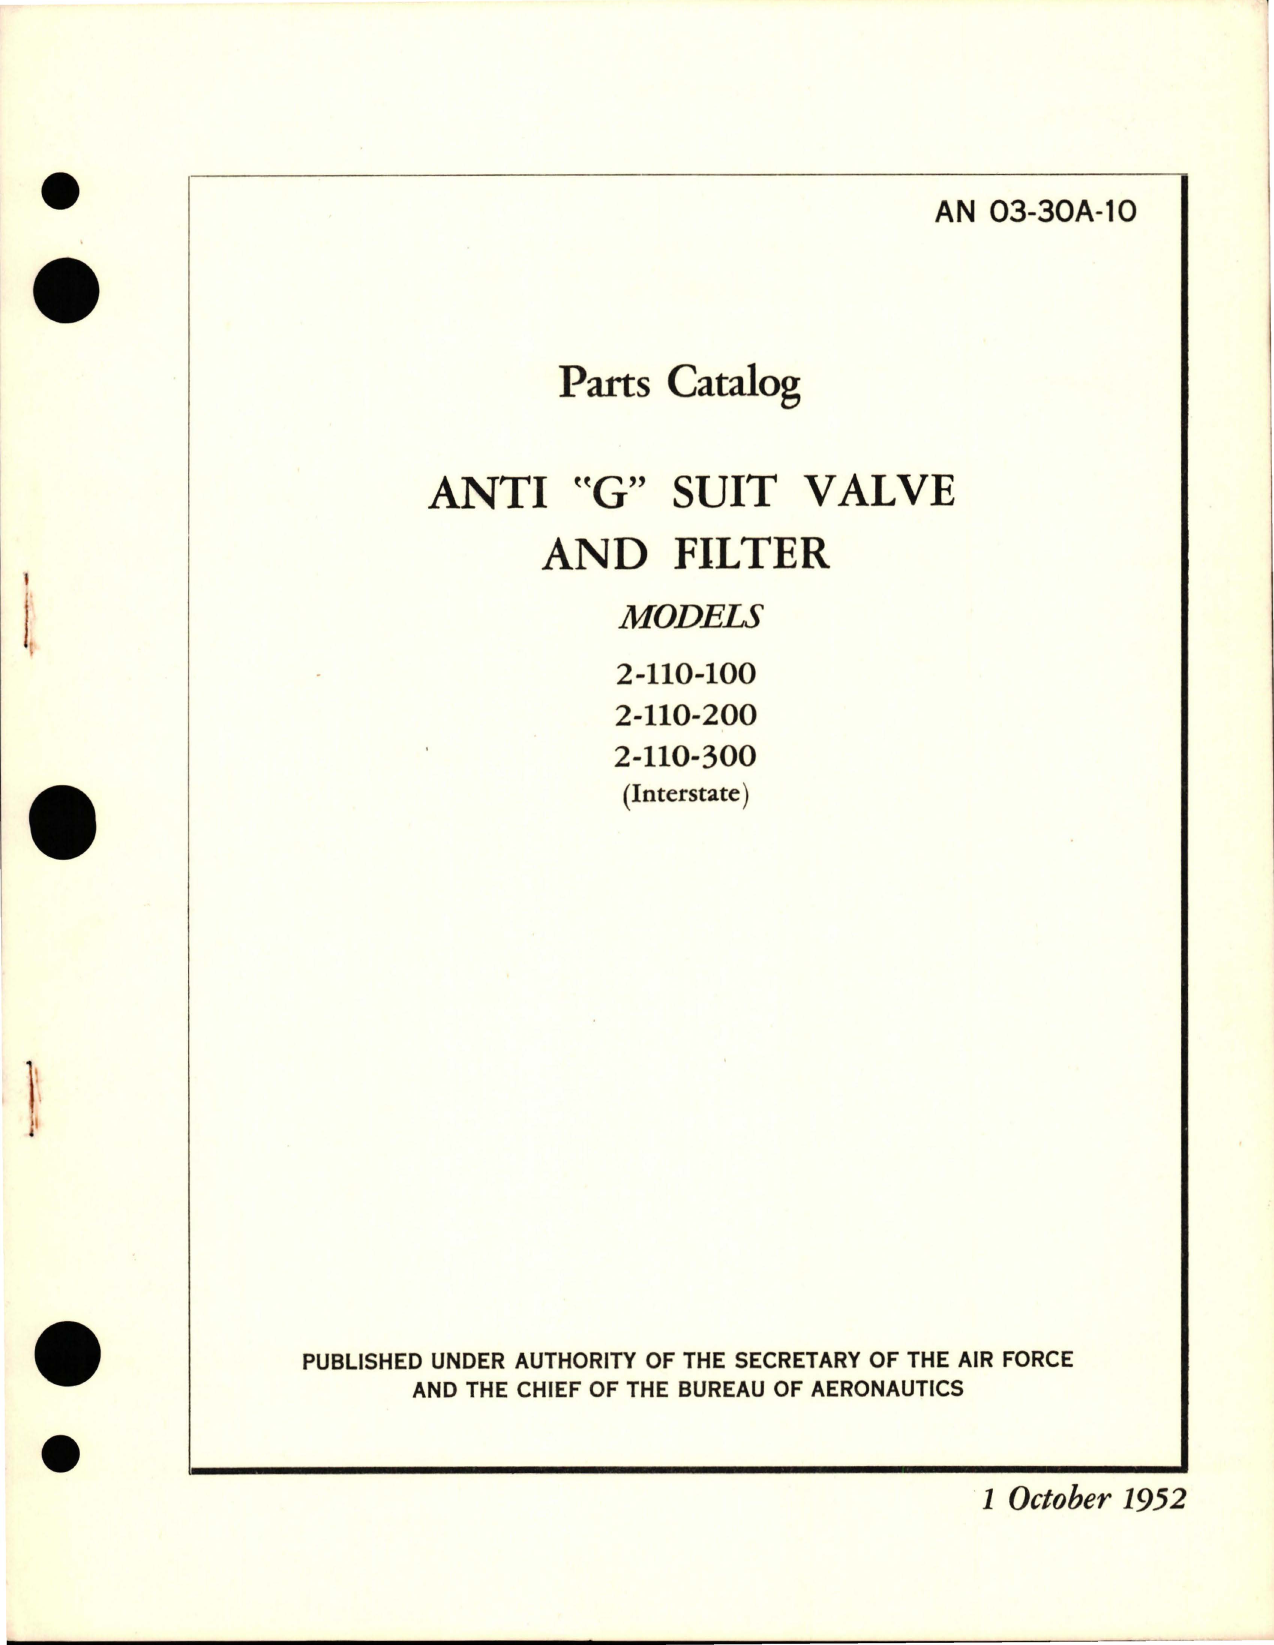 AN 03-30A-10
Parts Catalog
ANTI "G" SUIT VALVE
AND FILTER
MODELS
2-110-100
2-110-200
2-110-300
(Interstate)
PUBLISHED UNDER AUTHORITY OF THE SECRETARY OF THE AIR FORCE
AND THE CHIEF OF THE BUREAU OF AERONAUTICS
1 October 1952